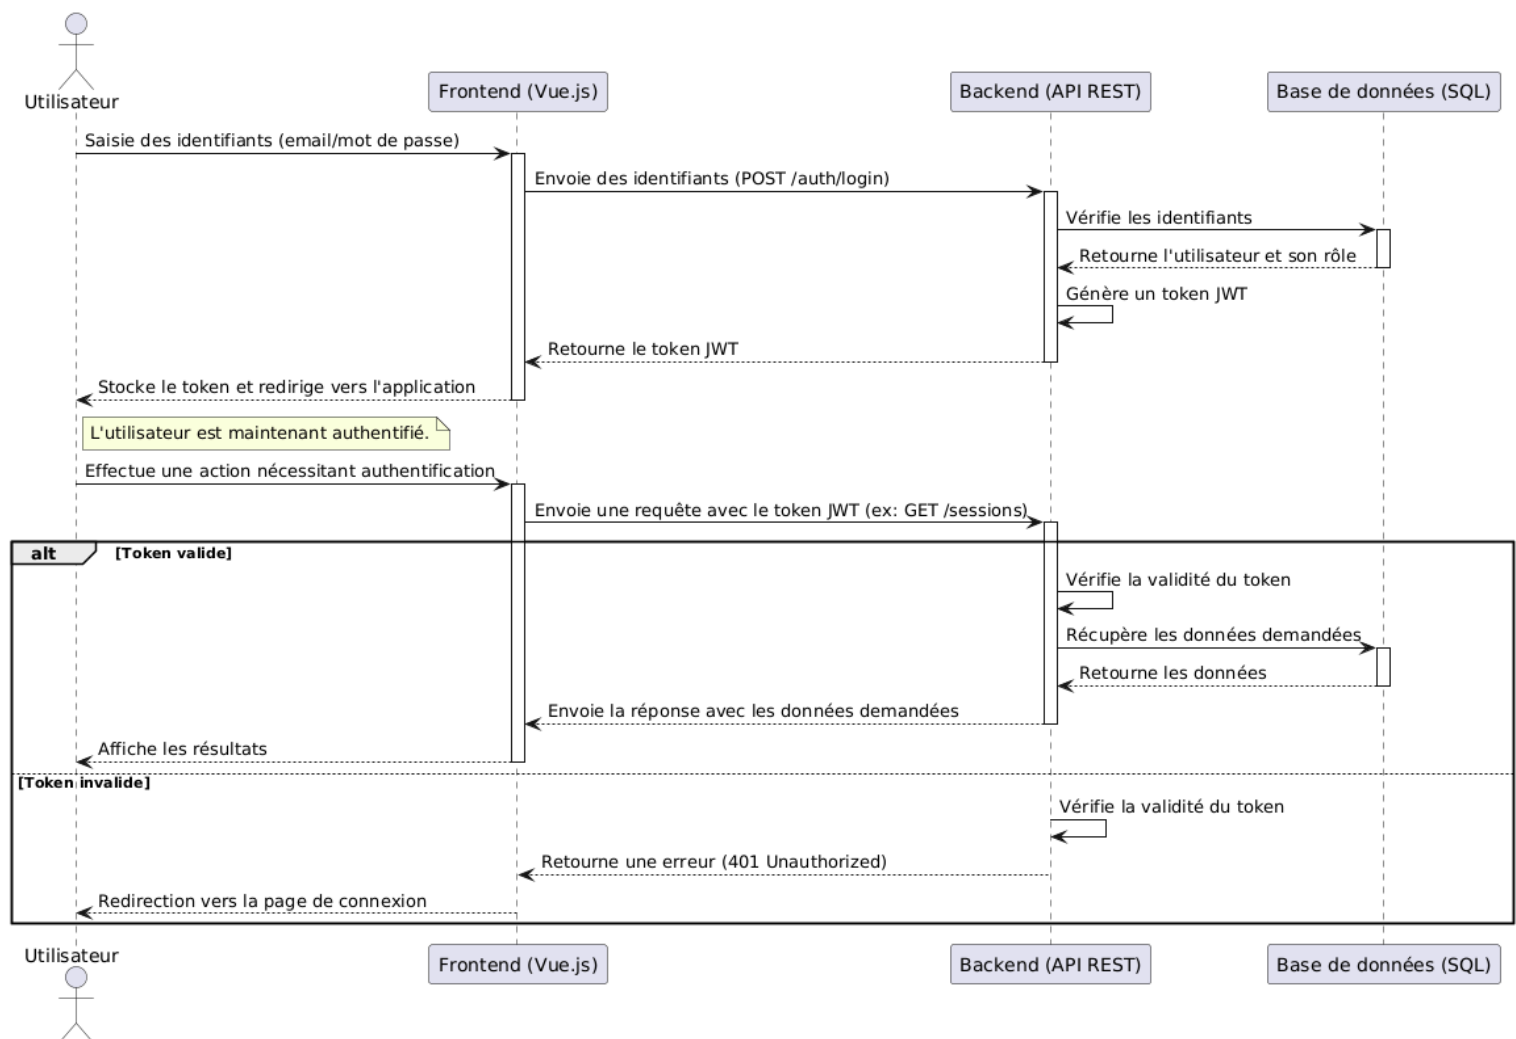 Utilisateur
Frontend (Vue.js)
Backend (API REST)
Base de données (SQL)
Saisie des identifiants (email/mot de passe)
Envoie des identifiants (POST /auth/login)
Vérifie les identifiants
Retourne l'utilisateur et son rôle
Génère un token JWT
Retourne le token JWT
Stocke le token et redirige vers l'application
L'utilisateur est maintenant authentifié.
Effectue une action nécessitant authentification
Envoie une requête avec le token JWT (ex: GET /sessions)
alt
[Token valide]
Vérifie la validité du token
Récupère les données demandées
Retourne les données
Envoie la réponse avec les données demandées
Affiche les résultats
[Token invalide]
Vérifie la validité du token
Retourne une erreur (401 Unauthorized)
Redirection vers la page de connexion
Utilisateur
Frontend (Vue.js)
Backend (API REST)
Base de données (SQL)